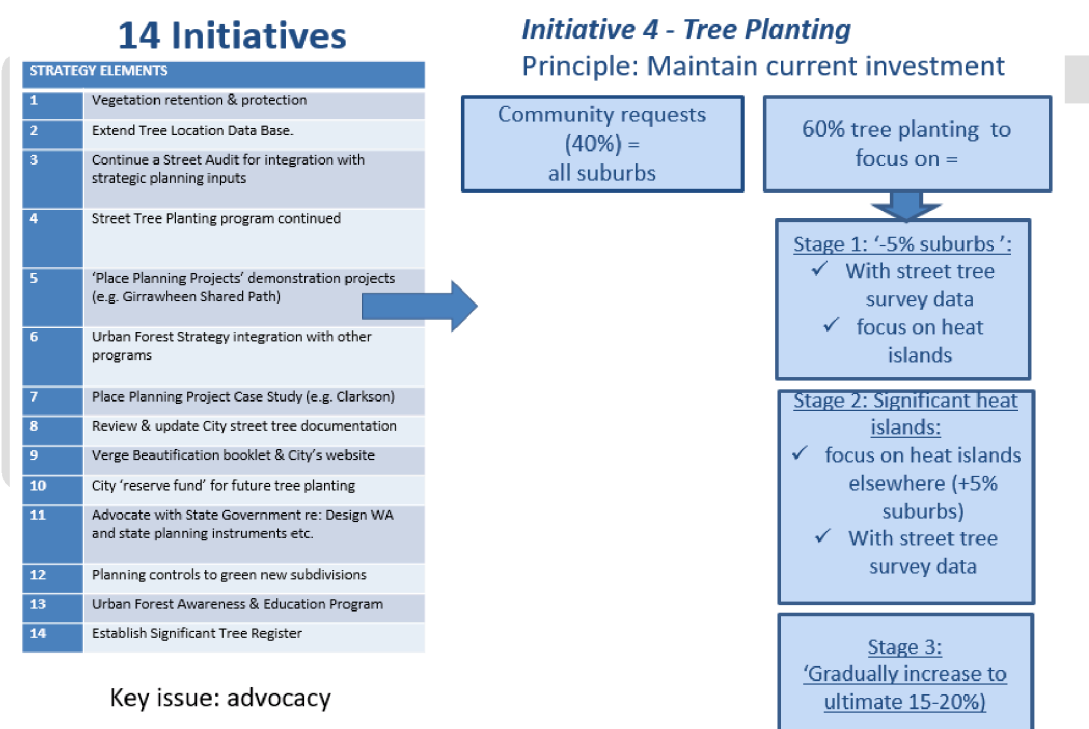 14 Initiatives
STRATEGY ELEMENTS
1 Vegetation retention & protection
2 Extend Tree Location Data Base.
3 Continue a Street Audit for integration with
strategic planning inputs
4 Street Tree Planting program continued
5 ‘Place Planning Projects’ demonstration projects
(e.g. Girrawheen Shared Path)
6 Urban Forest Strategy integration with other
programs
7 Place Planning Project Case Study (e.g. Clarkson)
8 Review & update City street tree documentation
9 Verge Beautification booklet & City’s website
10 City ‘reserve fund’ for future tree planting
11 Advocate with State Government re: Design WA
and state planning instruments etc.
12 Planning controls to green new subdivisions
13 Urban Forest Awareness & Education Program
14 Establish Significant Tree Register
Key issue: advocacy
Initiative 4 - Tree Planting
Principle: Maintain current investment
Community requests
(40%) =
all suburbs
60% tree planting to
focus on =
Stage 1: ‘-5% suburbs ’:
✓ With street tree
survey data
✓ focus on heat
islands
Stage 2: Significant heat
islands:
✓ focus on heat islands
elsewhere (+5%
suburbs)
✓ With street tree
survey data
Stage 3:
‘Gradually increase to
ultimate 15-20%)